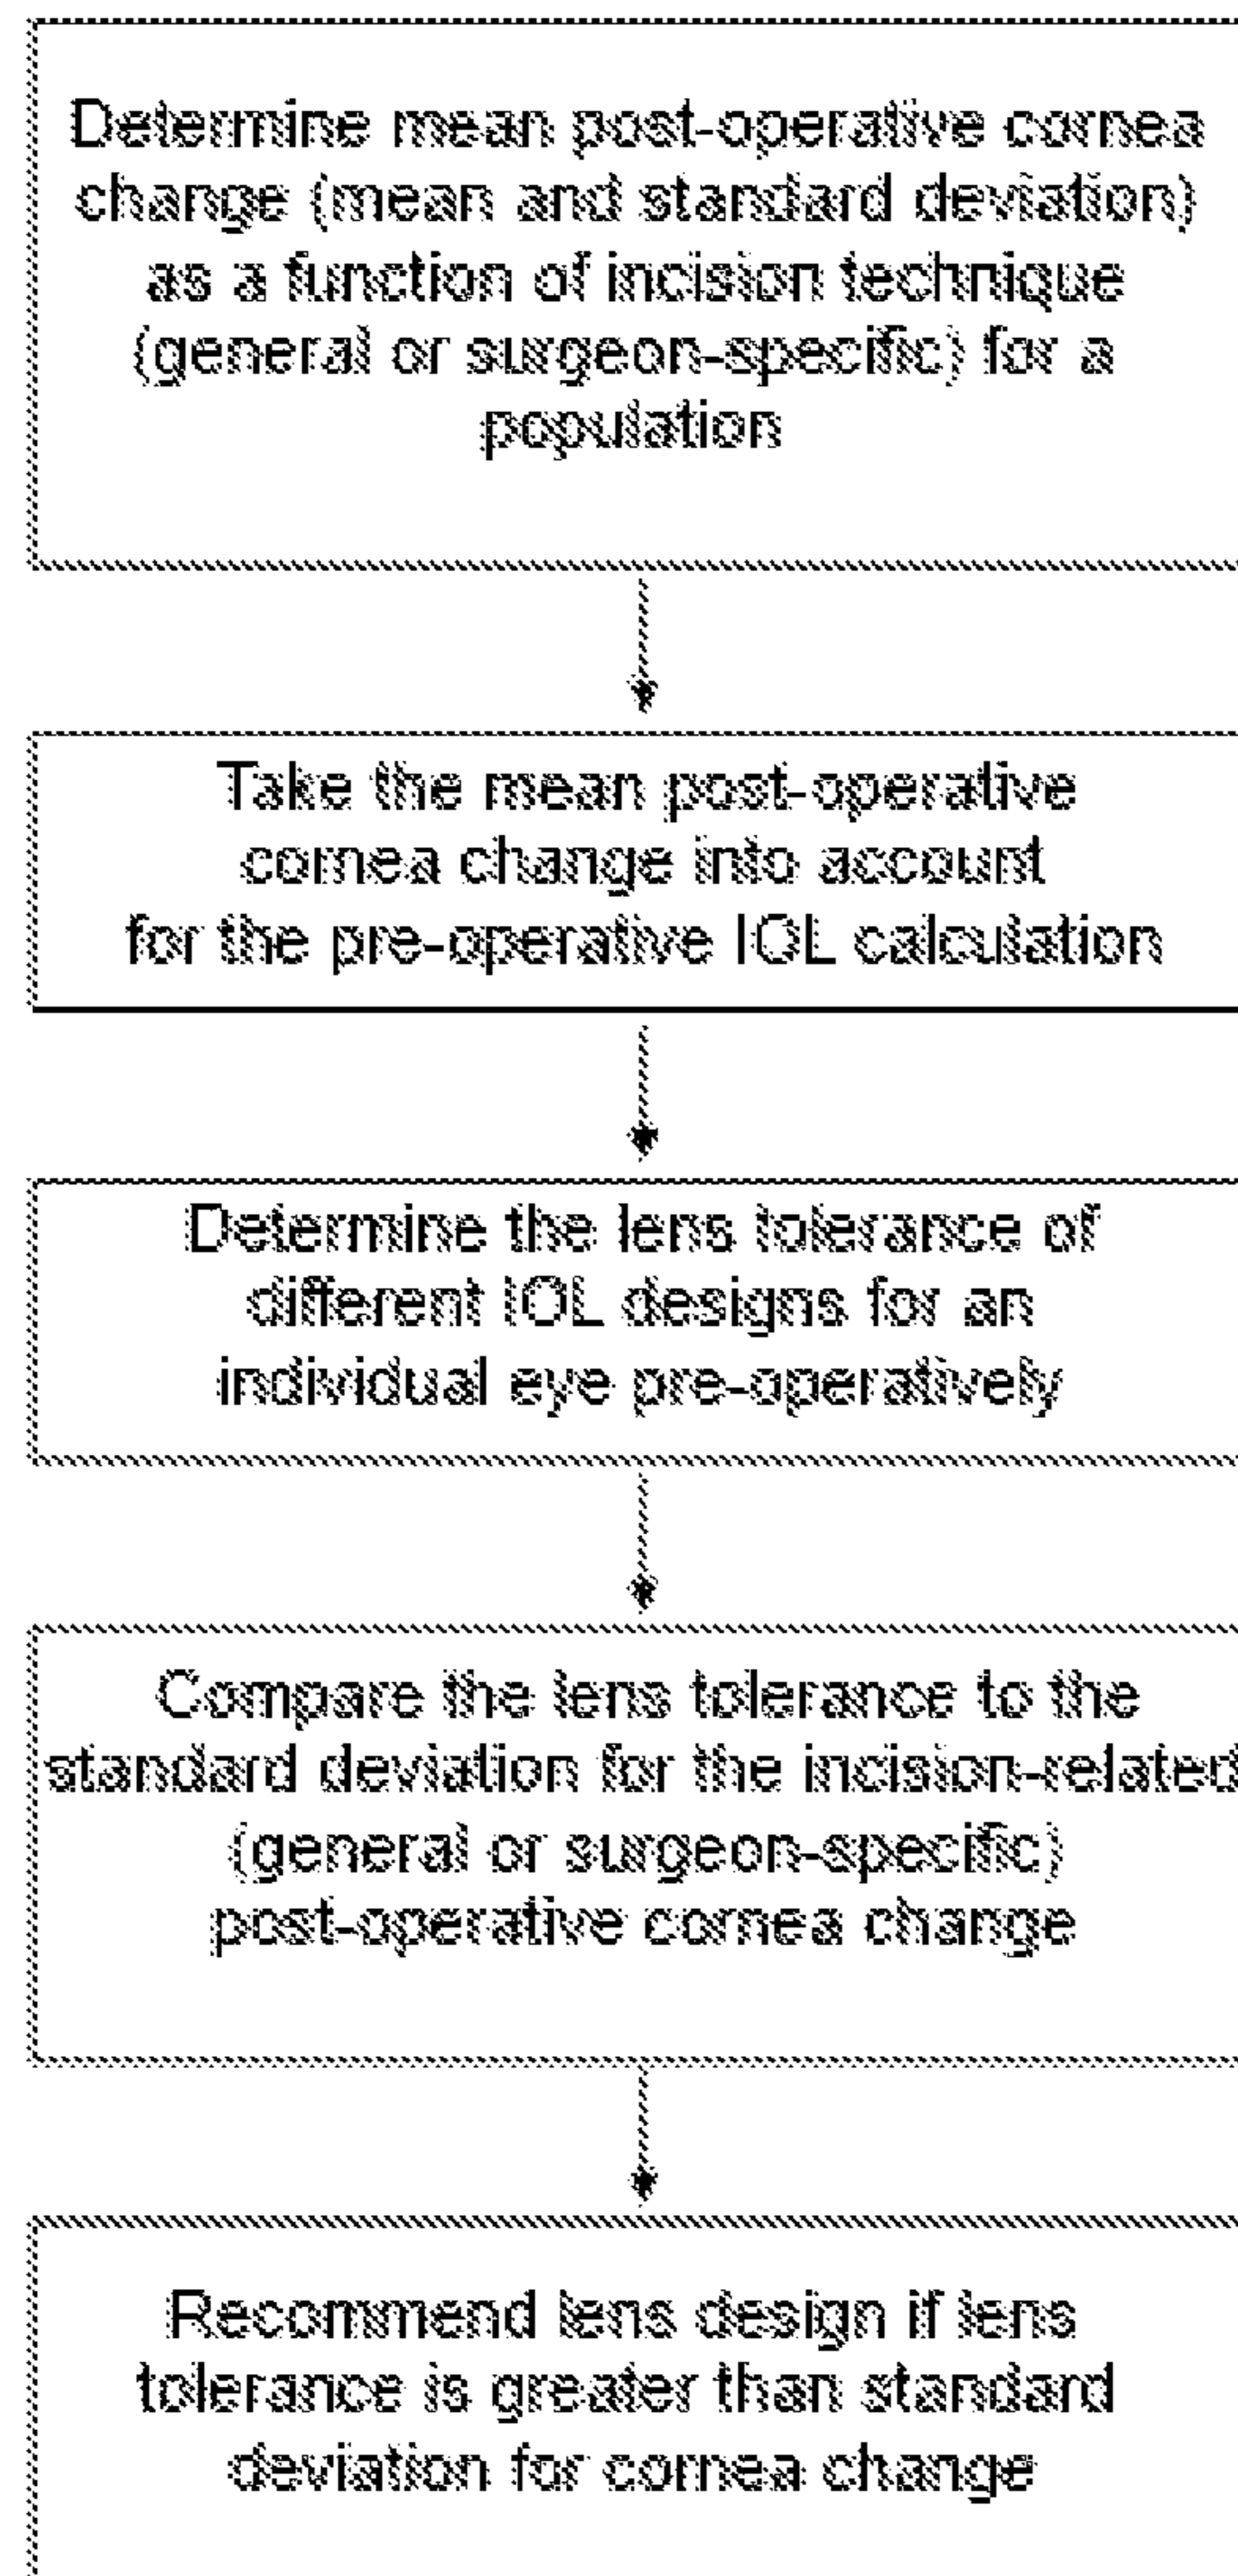 Determine mean post-operative cornea
change (mean and standard deviation)
as a function of incision technique
(general or surgeon-specific) for a
population
Take the mean post-operative
cornea change into account
for the pre-operative IOL calculation
Determine the lens tolerance of
different IOL designs for an
individual eye pre-operatively
Compare the lens tolerance to the
standard deviation for the incision-related
(general or surgeon-specific)
post-operative cornea change
Recommend lens design if lens
tolerance is greater than standard
deviation for cornea change